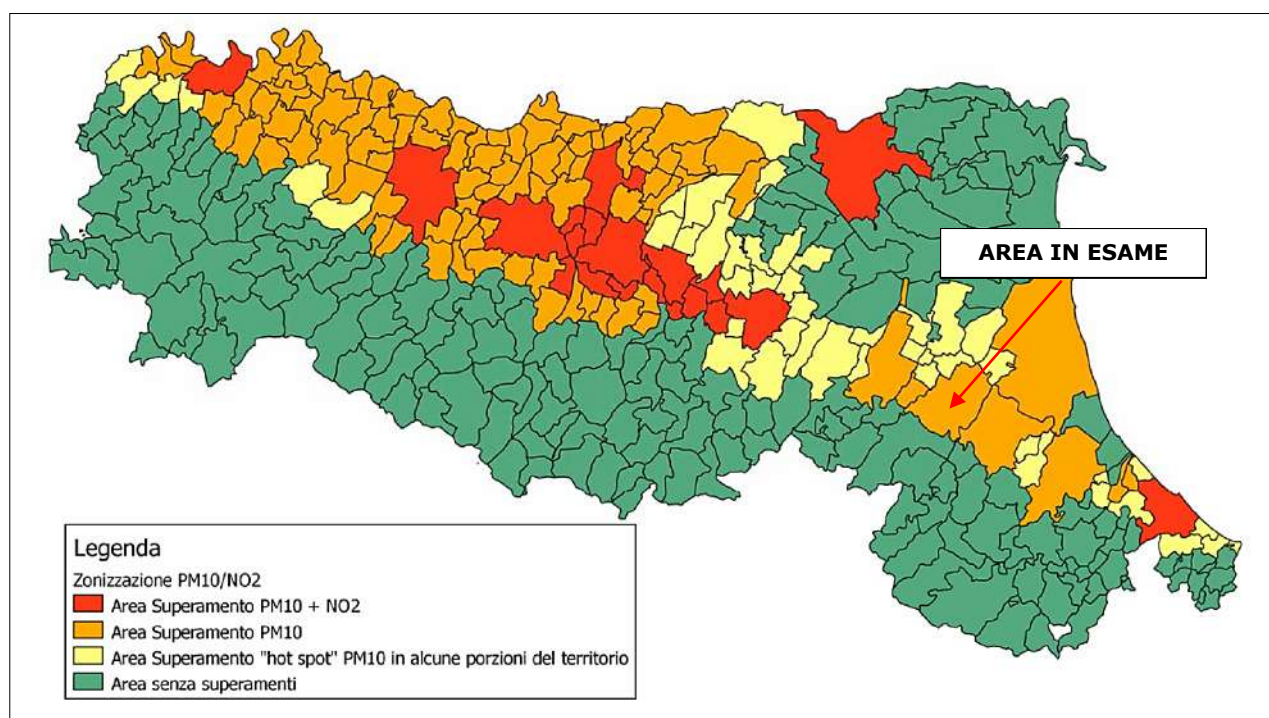 AREA IN ESAME
Legenda
Zonizzazione PM10/NO2
Area Superamento PM10 + NO2
Area Superamento PM10
Area Superamento "hot spot" PM10 in alcune porzioni del territorio
Area senza superamenti